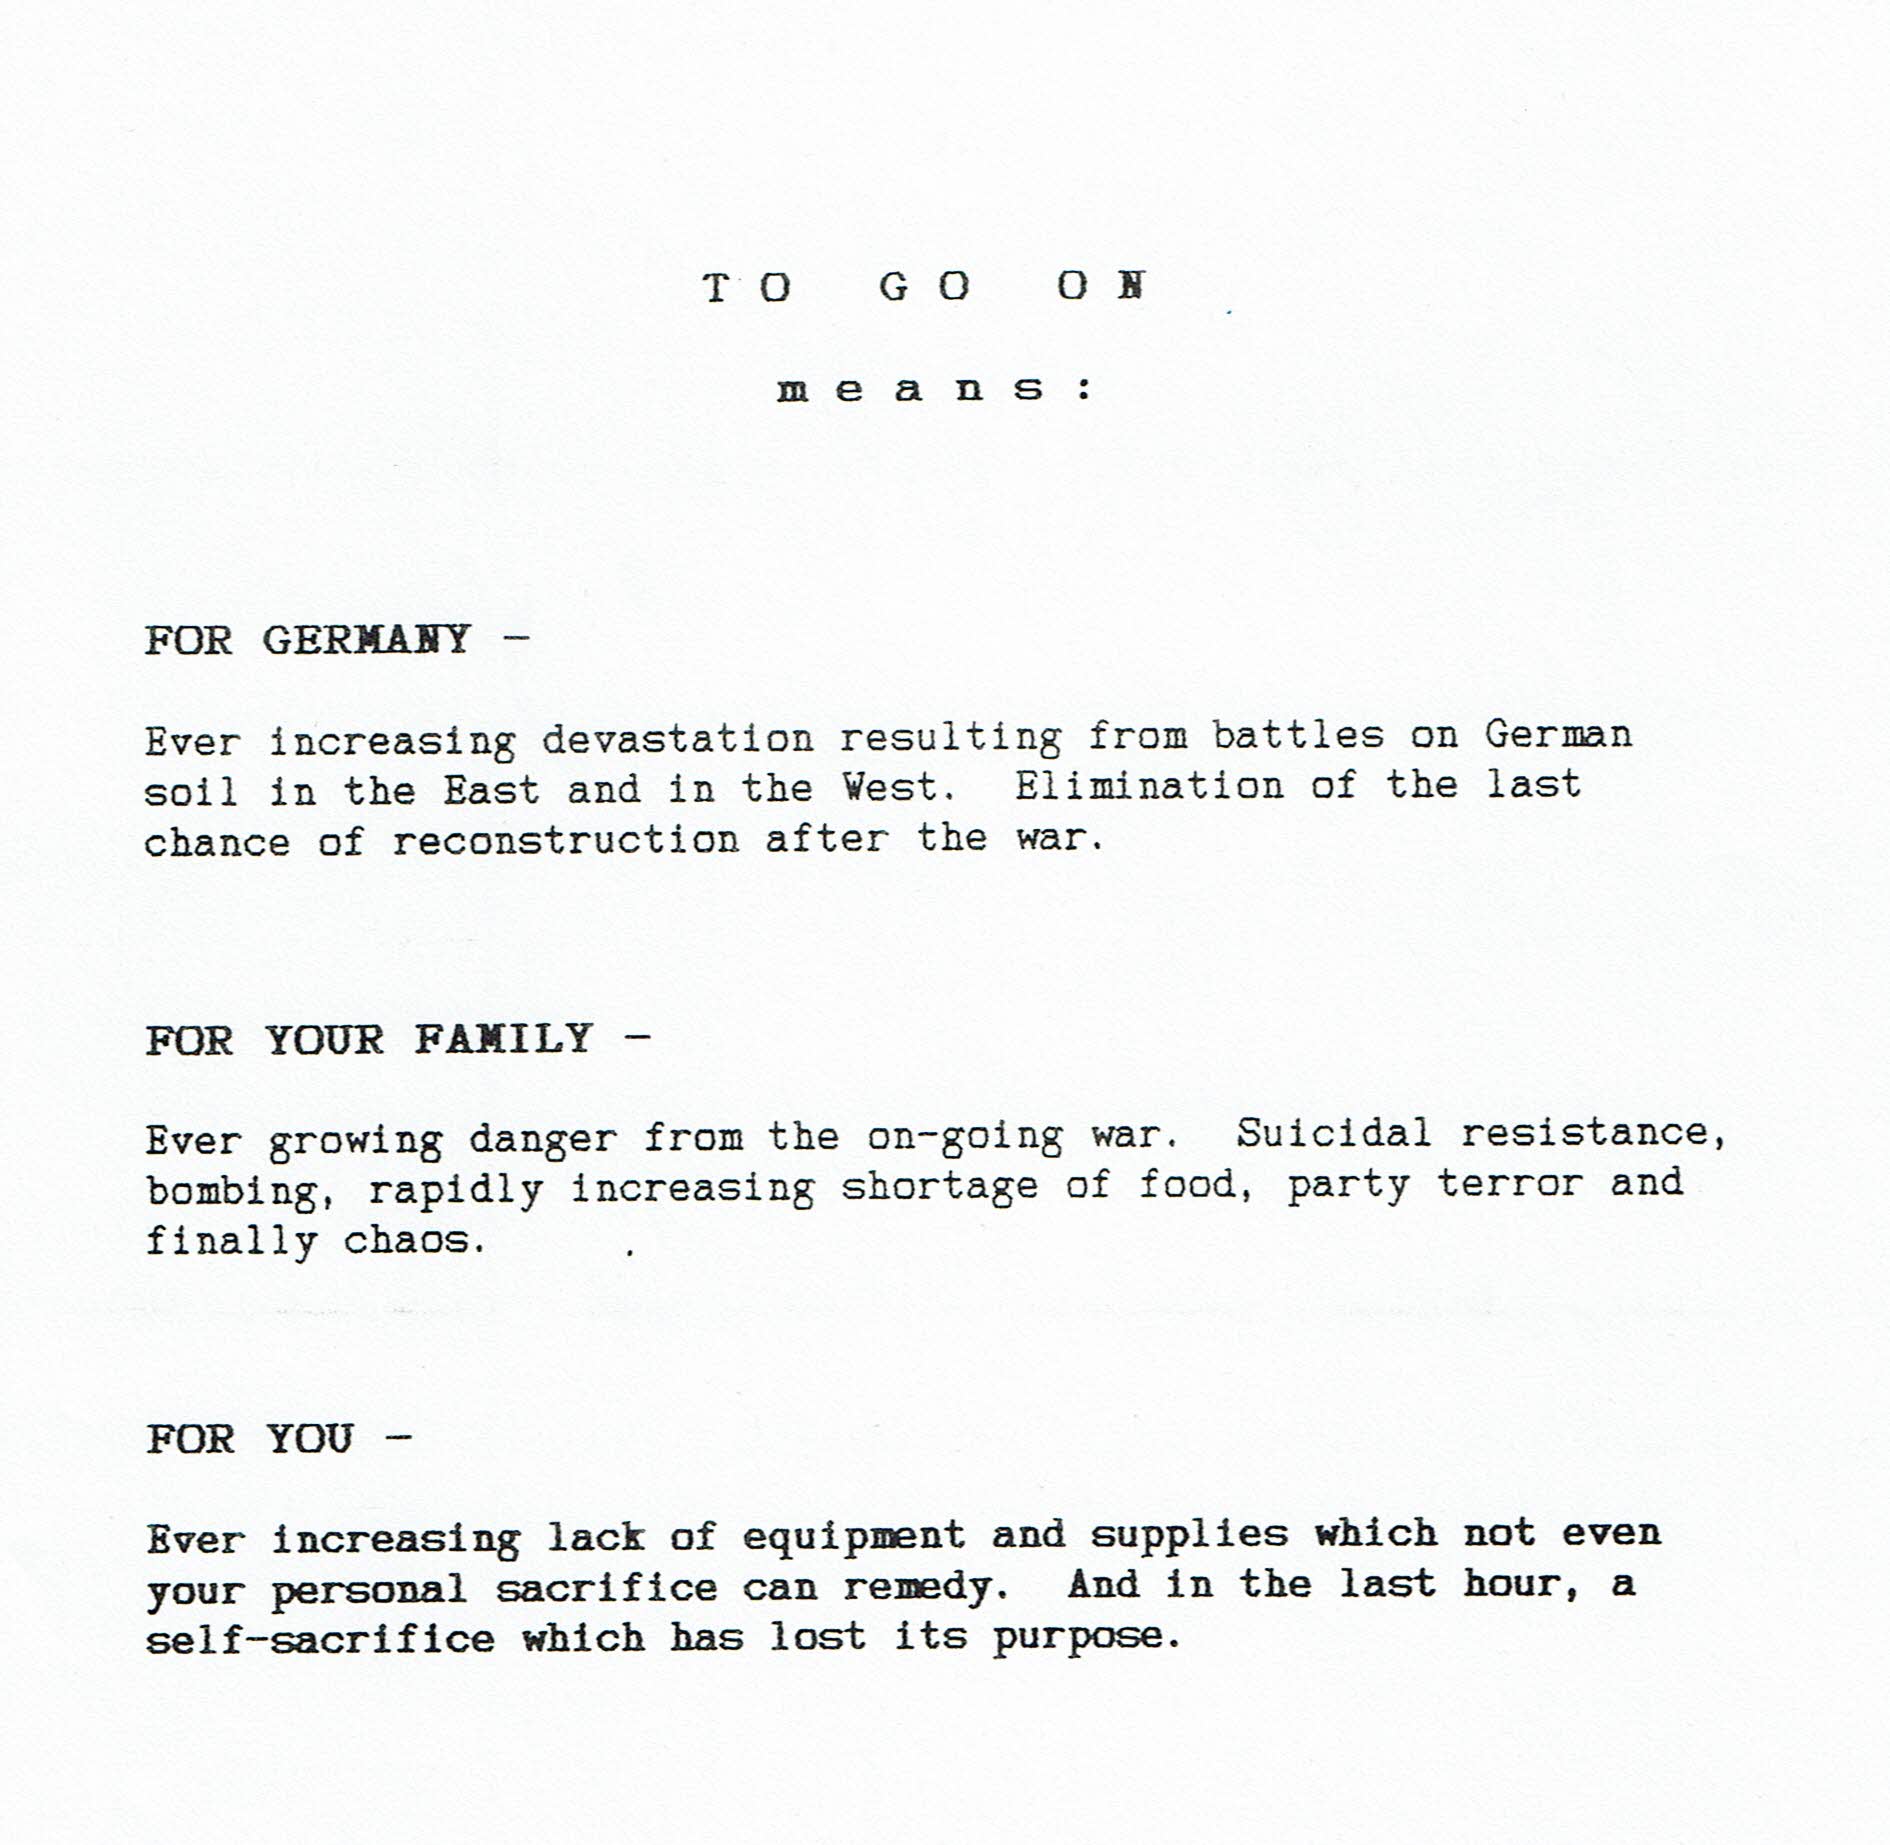 TO GO ON
means:
FOR GERMANY -
Ever increasing devastation resulting from battles on German
soil in the East and in the West. Elimination of the last
chance of reconstruction after the war.
FOR YOUR FAMILY -
Ever growing danger from the on-going war. Suicidal resistance,
bombing, rapidly increasing shortage of food, party terror and
finally chaos.
FOR YOU -
Ever increasing lack of equipment and supplies which not even
your personal sacrifice can remedy. And in the last hour, a
self-sacrifice which has lost its purpose.